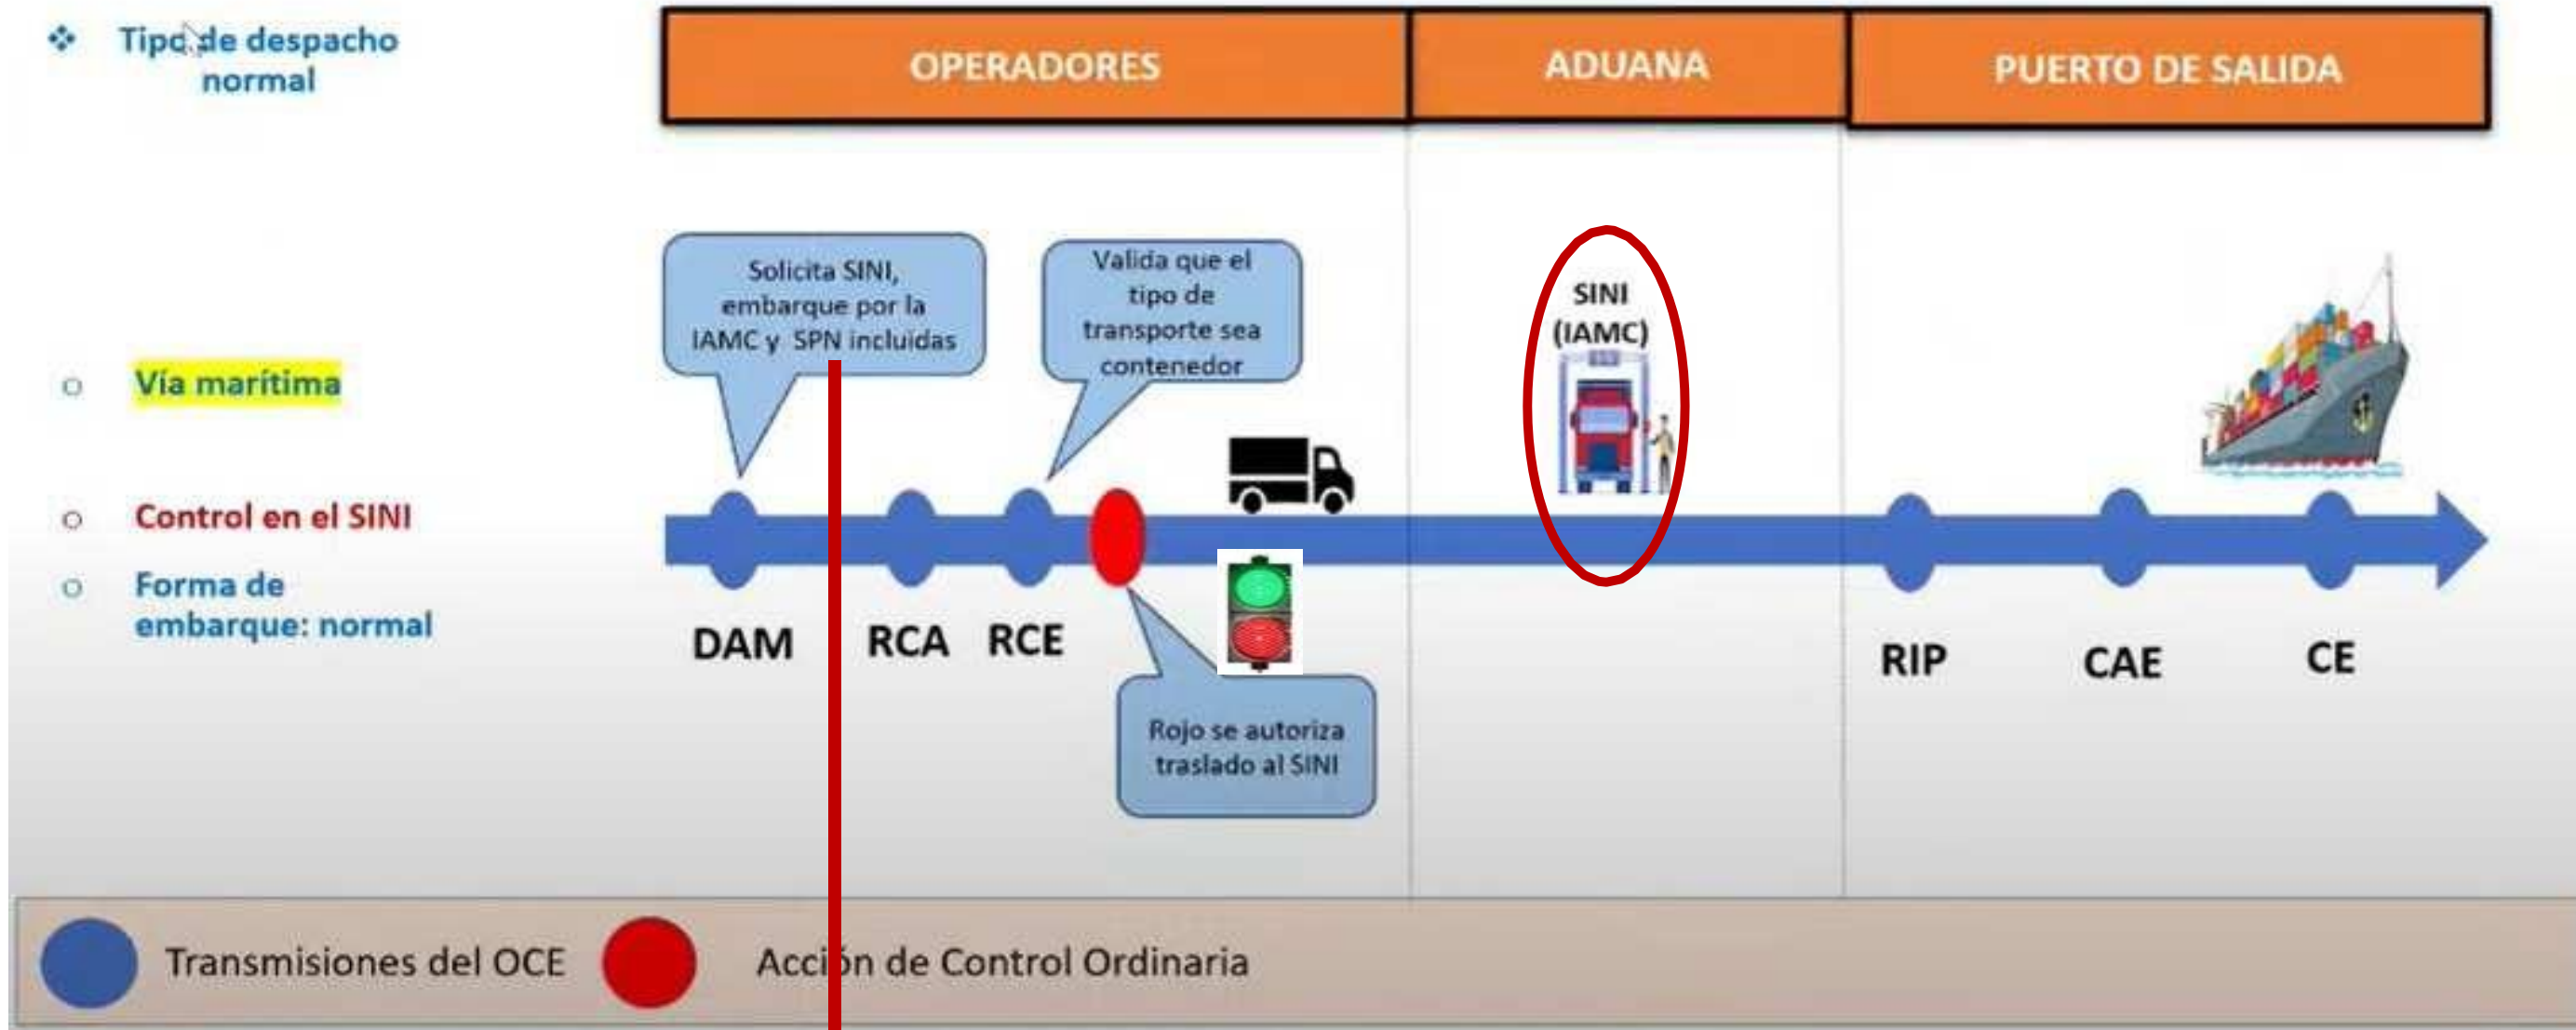 Tipo de despacho
normal
OPERADORES
ADUANA
PUERTO DE SALIDA
Solicita SINI,
embarque por la
IAMC y SPN incluidas
Valida que el
tipo de
transporte sea
contenedor
SINI
(IAMC)
Vía marítima
Control en el SINI
Forma de
embarque: normal
DAM
RCA
RCE
RIP
CAE
CE
Rojo se autoriza
traslado al SINI
Transmisiones del OCE
Acción de Control Ordinaria